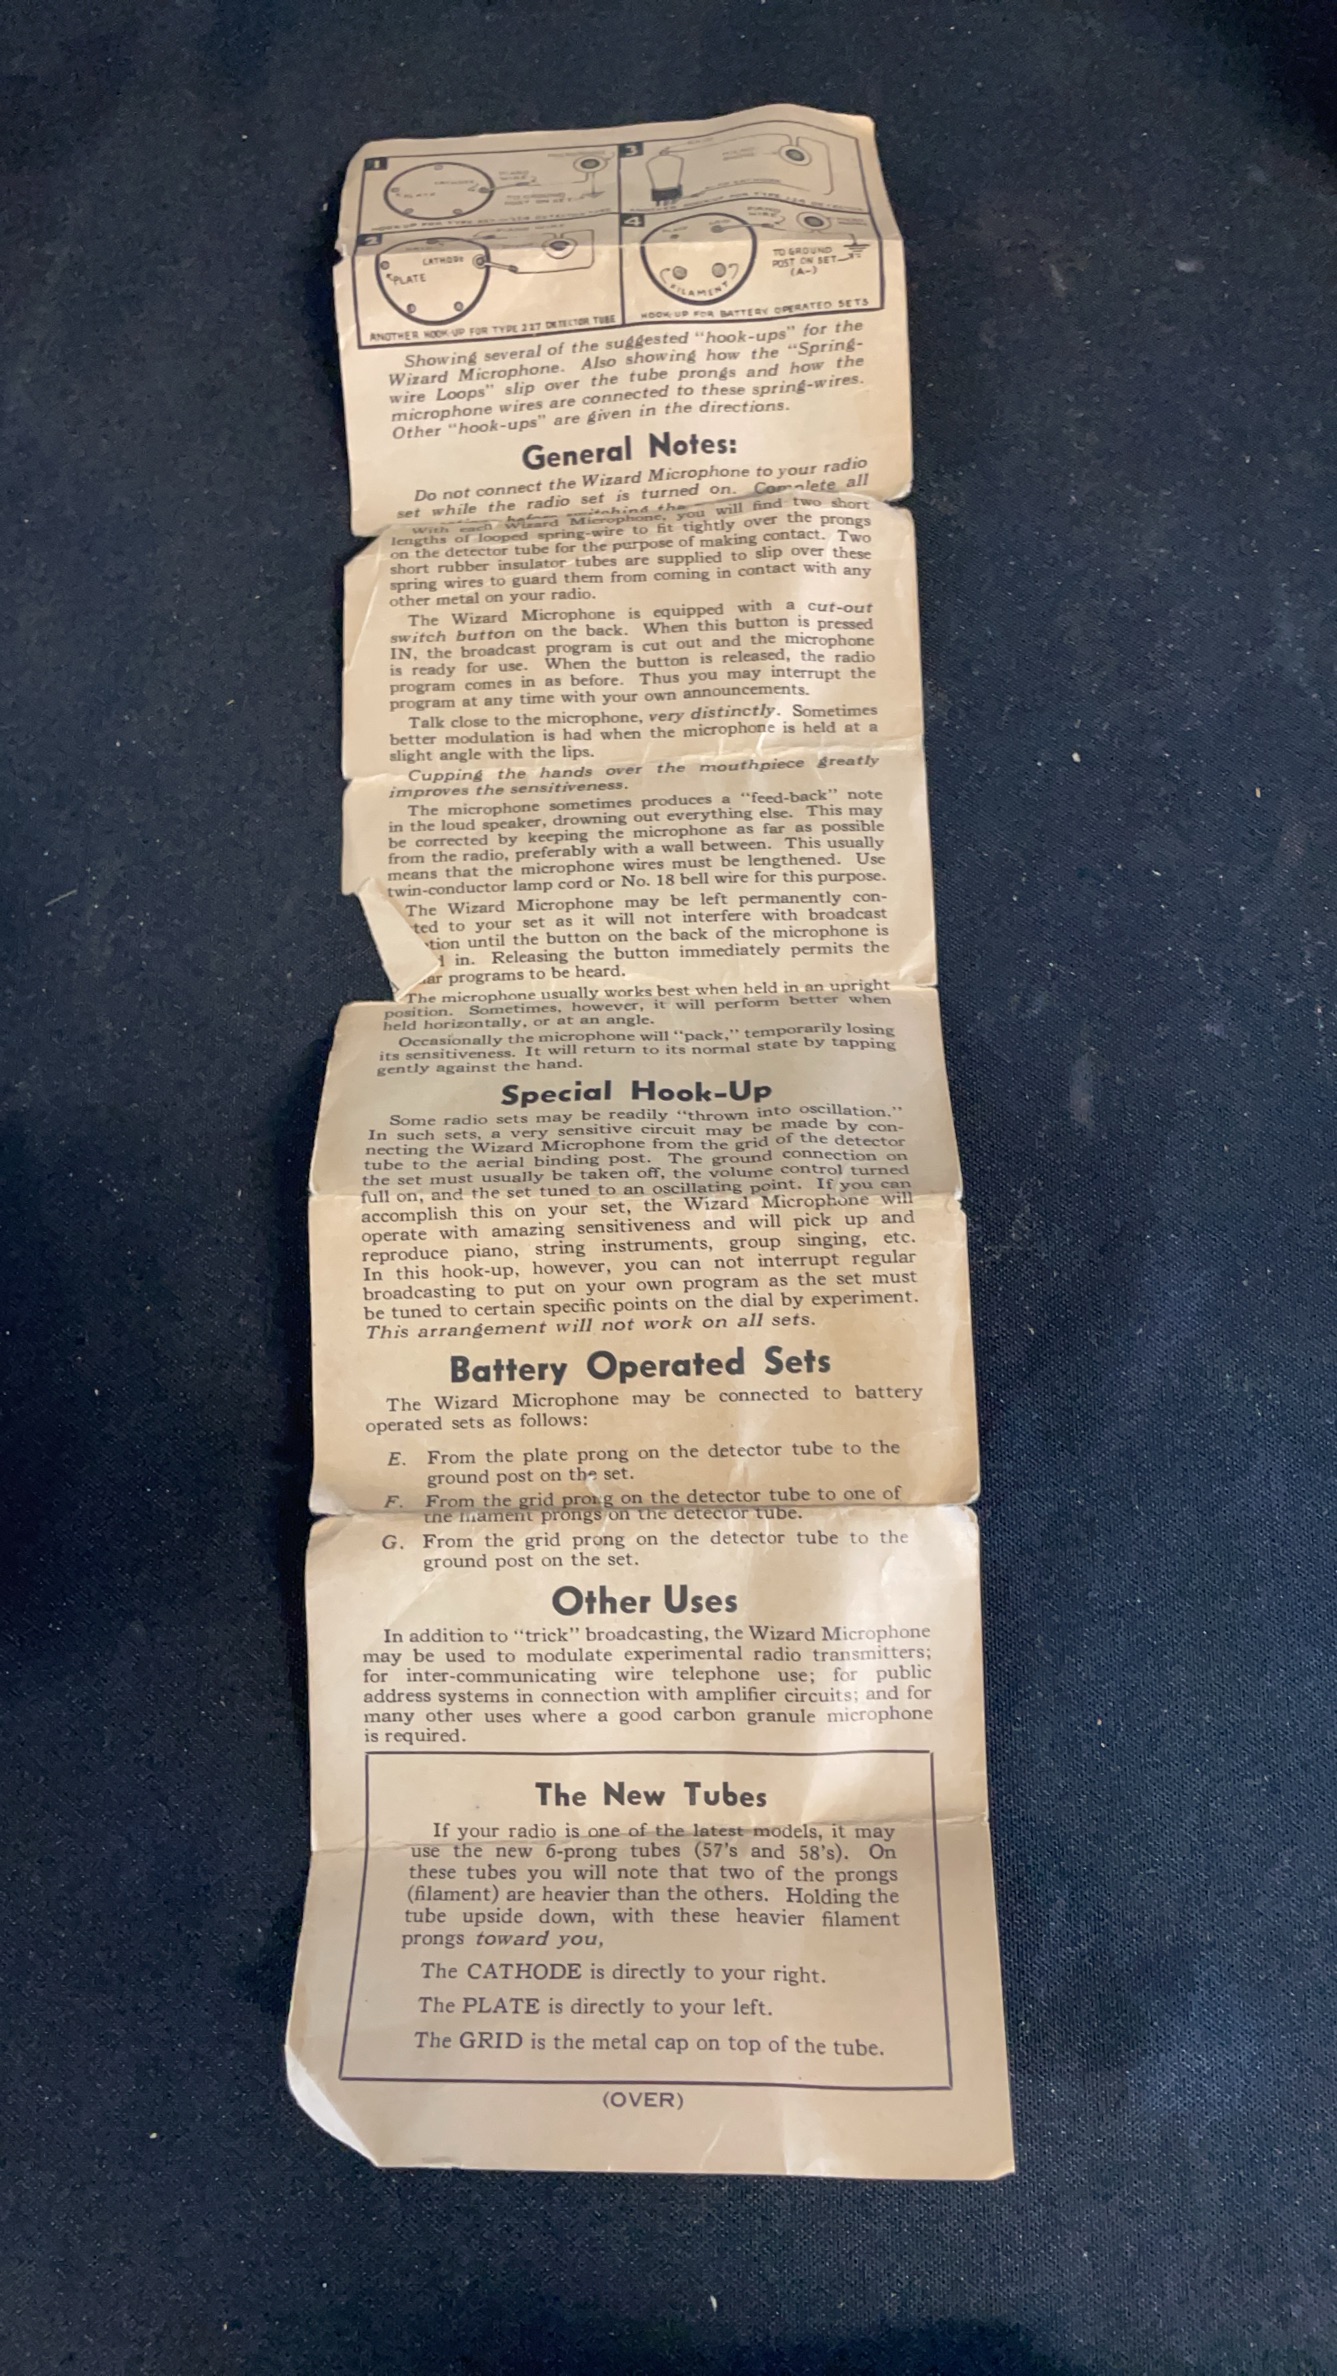 1
PLATE
3
2
CATHODE
PLATE
ANOTHER HOOK-UP FOR TYPE 227 DETECTOR TUBE
4
TO GROUND
POST ON SET
(A-)
FILAMENT
HOOK-UP FOR BATTERY OPERATED SETS
Showing several of the suggested "hook-ups" for the
Wizard Microphone. Also showing how the "Spring-
wire Loops" slip over the tube prongs and how the
microphone wires are connected to these spring-wires.
Other "hook-ups" are given in the directions.
General Notes:
Do not connect the Wizard Microphone to your radio
set while the radio set is turned on. Complete all
before switching the
With each Wizard Microphone, you will find two short
lengths of looped spring-wire to fit tightly over the prongs
on the detector tube for the purpose of making contact. Two
short rubber insulator tubes are supplied to slip over these
spring wires to guard them from coming in contact with any
other metal on your radio.
The Wizard Microphone is equipped with a cut-out
switch button on the back. When this button is pressed
IN, the broadcast program is cut out and the microphone
is ready for use. When the button is released, the radio
program comes in as before. Thus you may interrupt the
program at any time with your own announcements.
Talk close to the microphone, very distinctly. Sometimes
better modulation is had when the microphone is held at a
slight angle with the lips.
Cupping the hands over the mouthpiece greatly
improves the sensitiveness.
The microphone sometimes produces a "feed-back" note
in the loud speaker, drowning out everything else. This may
be corrected by keeping the microphone as far as possible
from the radio, preferably with a wall between. This usually
means that the microphone wires must be lengthened. Use
twin-conductor lamp cord or No. 18 bell wire for this purpose.
The Wizard Microphone may be left permanently con-
ted to your set as it will not interfere with broadcast
tion until the button on the back of the microphone is
in. Releasing the button immediately permits the
ar programs to be heard.
The microphone usually works best when held in an upright
position. Sometimes, however, it will perform better when
held horizontally, or at an angle.
Occasionally the microphone will "pack," temporarily losing
its sensitiveness. It will return to its normal state by tapping
gently against the hand.
Special Hook-Up
Some radio sets may be readily "thrown into oscillation."
In such sets, a very sensitive circuit may be made by con-
necting the Wizard Microphone from the grid of the detector
tube to the aerial binding post. The ground connection on
the set must usually be taken off, the volume control turned
full on, and the set tuned to an oscillating point. If you can
accomplish this on your set, the Wizard Microphone will
operate with amazing sensitiveness and will pick up and
reproduce piano, string instruments, group singing, etc.
In this hook-up, however, you can not interrupt regular
broadcasting to put on your own program as the set must
be tuned to certain specific points on the dial by experiment.
This arrangement will not work on all sets.
Battery Operated Sets
The Wizard Microphone may be connected to battery
operated sets as follows:
E. From the plate prong on the detector tube to the
ground post on the set.
F. From the grid prong on the detector tube to one of
the filament prongs on the detector tube.
G. From the grid prong on the detector tube to the
ground post on the set.
Other Uses
In addition to "trick" broadcasting, the Wizard Microphone
may be used to modulate experimental radio transmitters;
for inter-communicating wire telephone use; for public
address systems in connection with amplifier circuits; and for
many other uses where a good carbon granule microphone
is required.
The New Tubes
If your radio is one of the latest models, it may
use the new 6-prong tubes (57's and 58's). On
these tubes you will note that two of the prongs
(filament) are heavier than the others. Holding the
tube upside down, with these heavier filament
prongs toward you,
The CATHODE is directly to your right.
The PLATE is directly to your left.
The GRID is the metal cap on top of the tube.
(OVER)